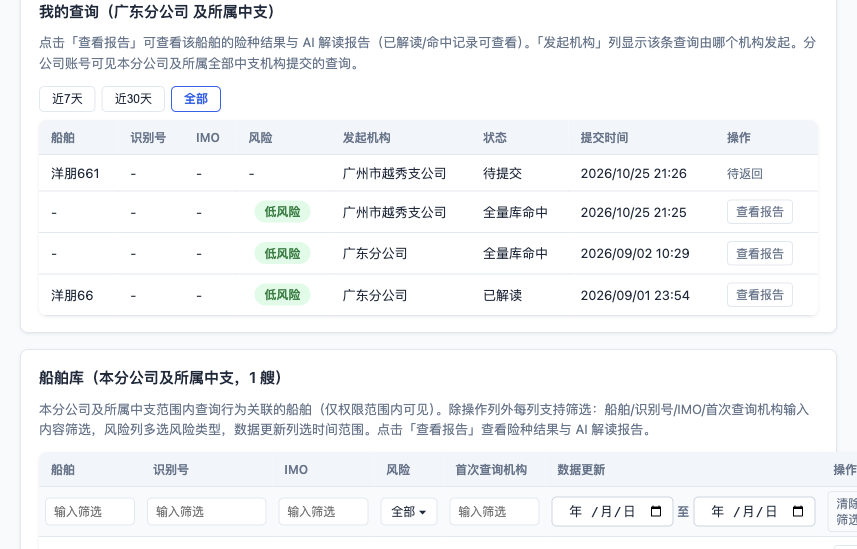 我的查询（广东分公司 及所属中支）
点击「查看报告」可查看该船舶的险种结果与 AI 解读报告（已解读/命中记录可查看）。「发起机构」列显示该条查询由哪个机构发起。分
公司账号可见本分公司及所属全部中支机构提交的查询。
近7天 近30天 全部
船舶 识别号 IMO 风险 发起机构 状态 提交时间 操作
洋朋661 - - - 广州市越秀支公司 待提交 2026/10/25 21:26 待返回
- - - 低风险 广州市越秀支公司 全量库命中 2026/10/25 21:25 查看报告
- - - 低风险 广东分公司 全量库命中 2026/09/02 10:29 查看报告
洋朋66 - - 低风险 广东分公司 已解读 2026/09/01 23:54 查看报告
船舶库（本分公司及所属中支，1 艘）
本分公司及所属中支范围内查询行为关联的船舶（仅权限范围内可见）。除操作列外每列支持筛选：船舶/识别号/IMO/首次查询机构输入
内容筛选，风险列多选风险类型，数据更新列选时间范围。点击「查看报告」查看险种结果与 AI 解读报告。
船舶 识别号 IMO 风险 首次查询机构 数据更新 操作
输入筛选 输入筛选 输入筛选 全部 输入筛选 年 /月/日 至 年 /月/日 清除
筛选